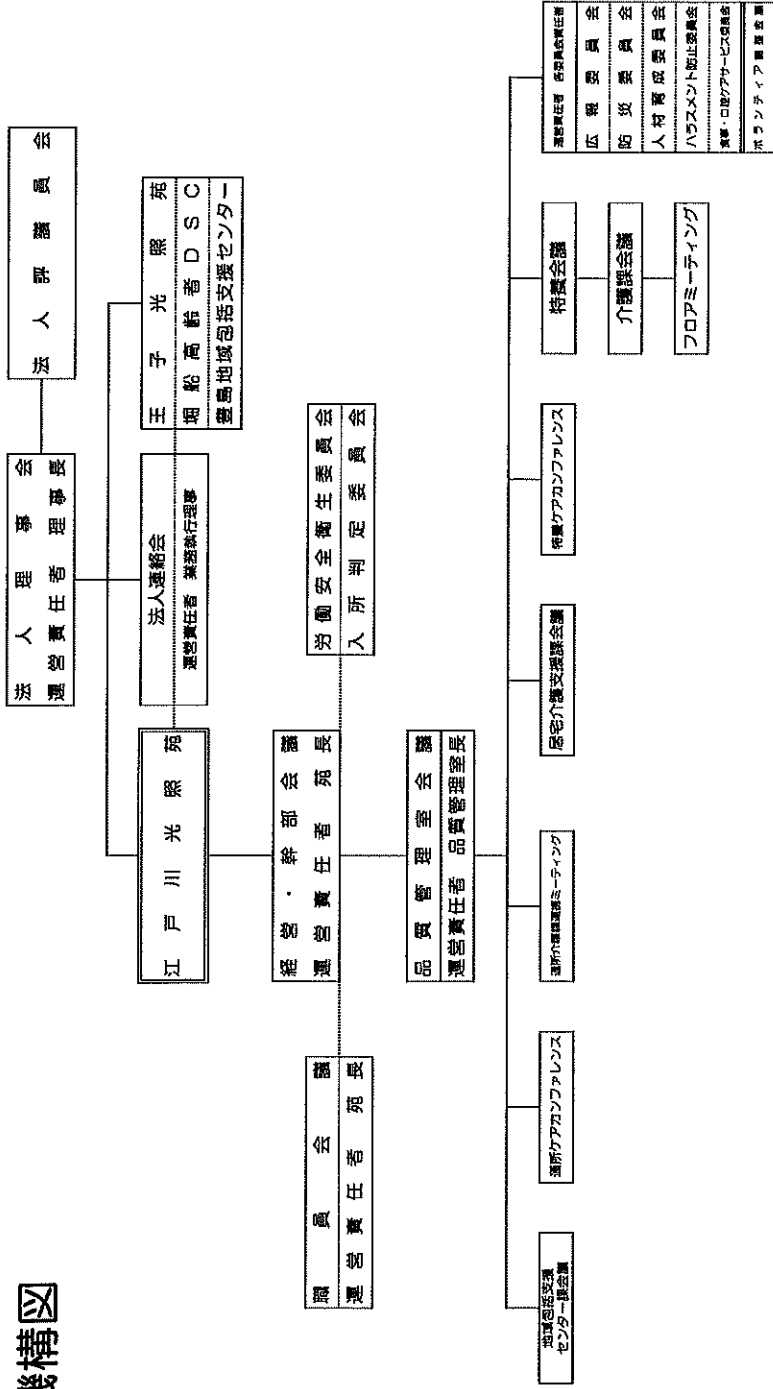 機構図
法人理事会
運営責任者 理事長
法人評議員会
江戸川光照苑
法人連絡会
運営責任者 業務執行理事
王子光照苑
堀船高齢者DSC
豊島地域包括支援センター
経営・幹部会議
運営責任者 苑長
職員会議
運営責任者 苑長
労働安全衛生委員会
入所判定委員会
品質管理室会議
運営責任者 品質管理室長
地域包括支援
センター課会議
通所ケアカンファレンス
通所介護課ミーティング
居宅介護支援課会議
特養ケアカンファレンス
特養会議
介護課会議
フロアミーティング
運営責任者 各委員会責任者
広報委員会
防災委員会
人材育成委員会
ハラスメント防止委員会
食事・口腔ケアサービス委員会
ボランティア